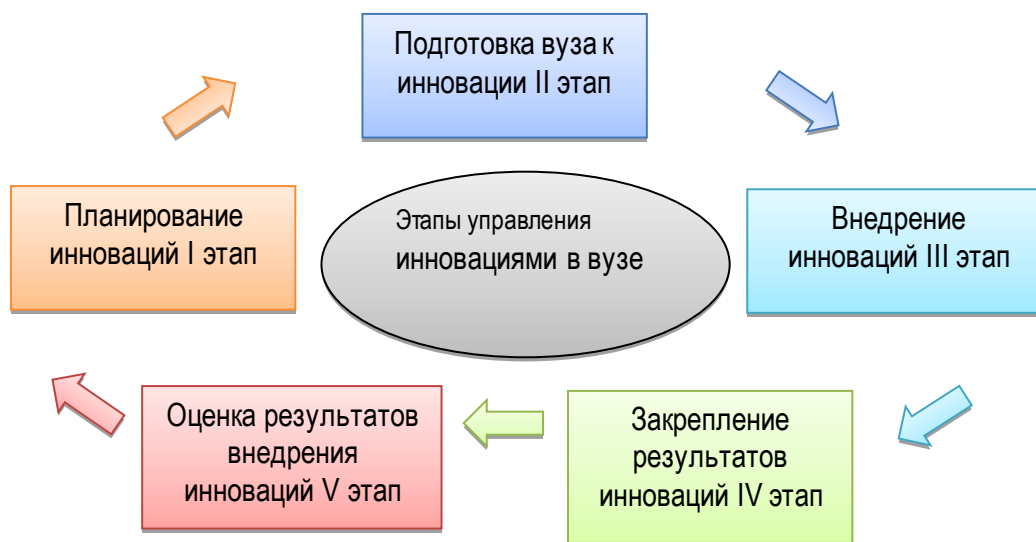 Подготовка вуза к
инновации II этап
Планирование
инноваций I этап
Этапы управления
инновациями в вузе
Внедрение
инноваций III этап
Оценка результатов
внедрения
инноваций V этап
Закрепление
результатов
инноваций IV этап